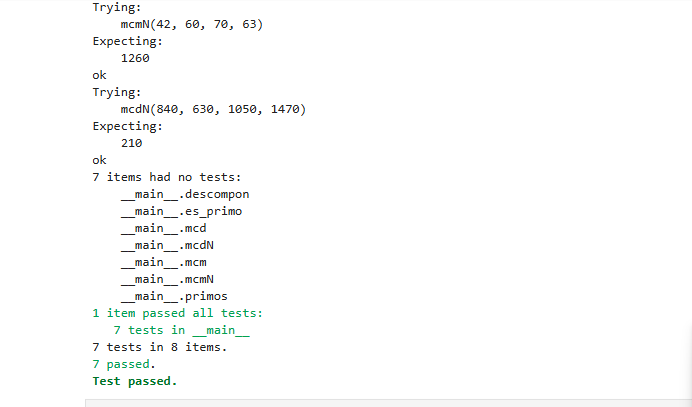 Trying:
    mcmN(42, 60, 70, 63)
Expecting:
    1260
ok
Trying:
    mcdN(840, 630, 1050, 1470)
Expecting:
    210
ok
7 items had no tests:
    __main__.descompon
    __main__.es_primo
    __main__.mcd
    __main__.mcdN
    __main__.mcm
    __main__.mcmN
    __main__.primos
1 item passed all tests:
   7 tests in __main__
7 tests in 8 items.
7 passed.
Test passed.